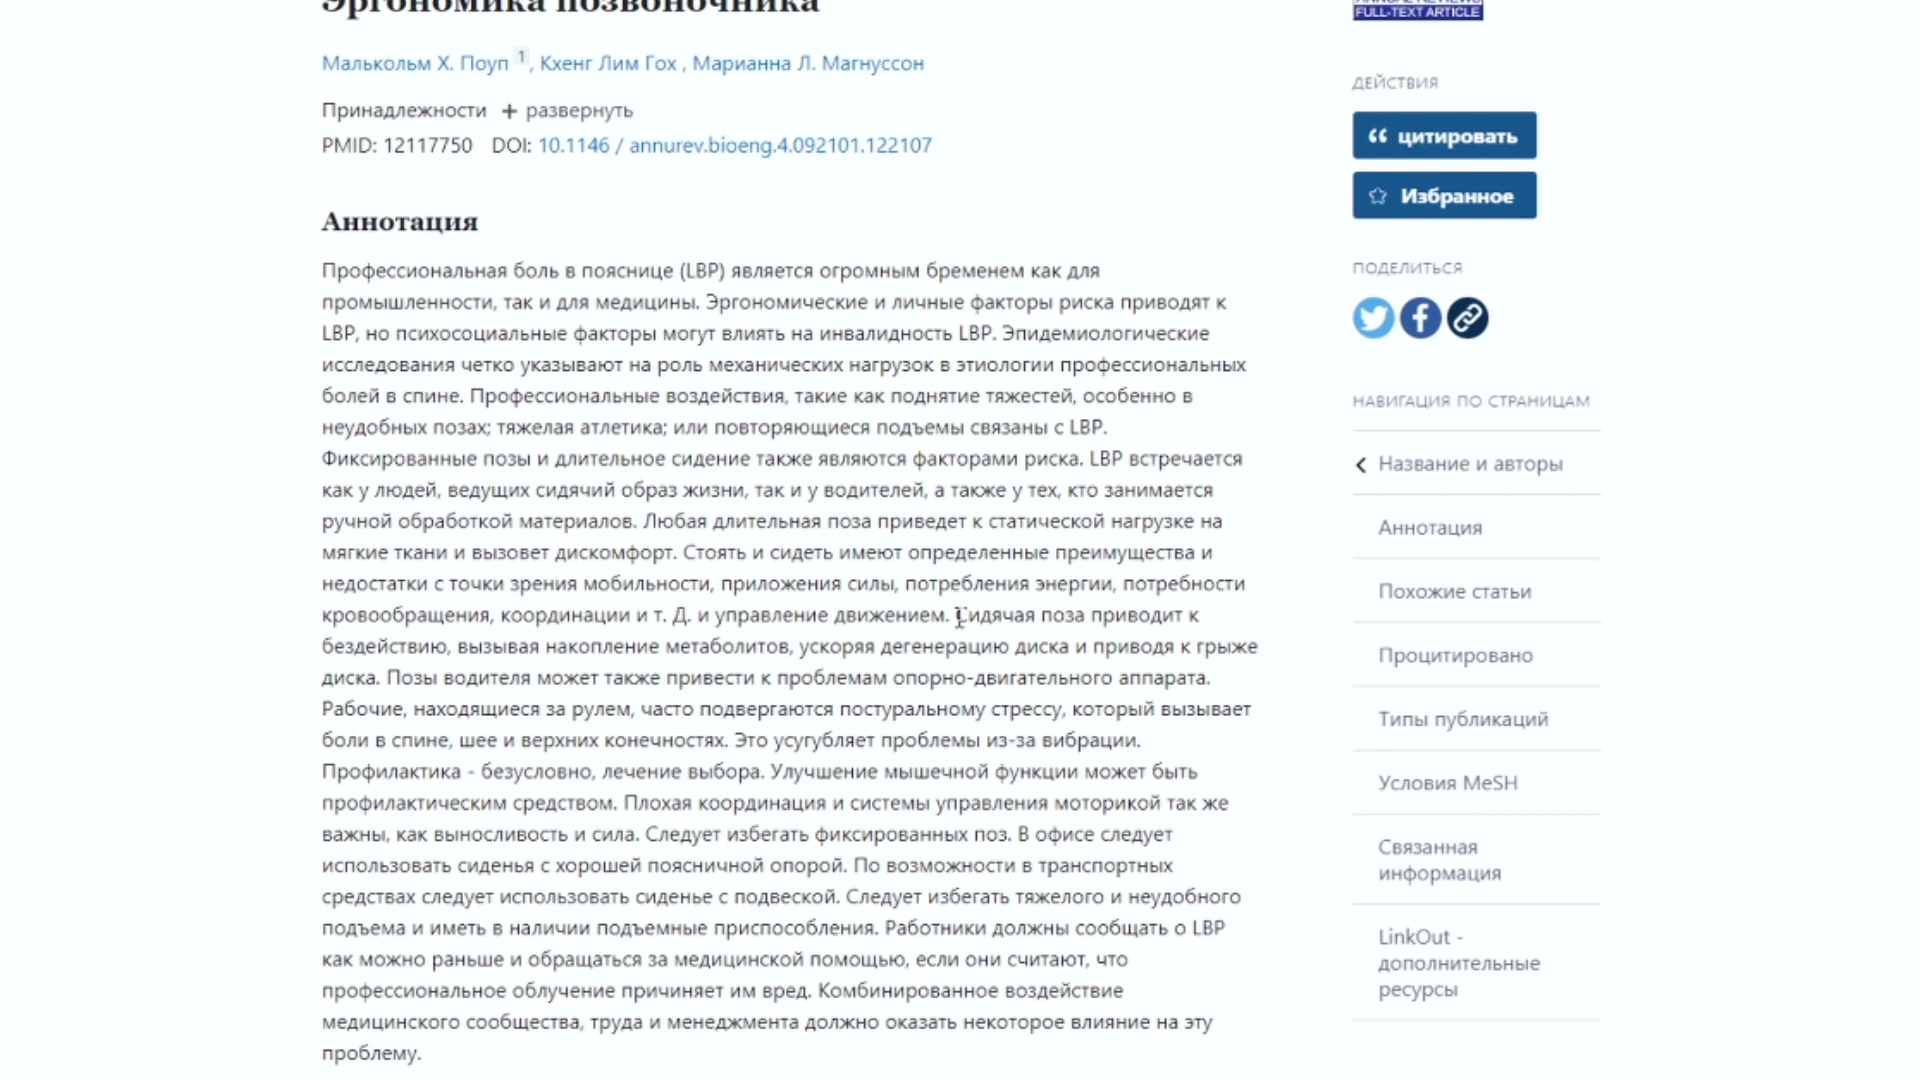 Эргономика позвоночника
Малькольм Х. Поуп 1 , Кхенг Лим Гох , Марианна Л. Магнуссон
Принадлежности + развернуть
PMID: 12117750 DOI: 10.1146 / annurev.bioeng.4.092101.122107
Аннотация
Профессиональная боль в пояснице (LBP) является огромным бременем как для
промышленности, так и для медицины. Эргономические и личные факторы риска приводят к
LBP, но психосоциальные факторы могут влиять на инвалидность LBP. Эпидемиологические
исследования четко указывают на роль механических нагрузок в этиологии профессиональных
болей в спине. Профессиональные воздействия, такие как поднятие тяжестей, особенно в
неудобных позах; тяжелая атлетика; или повторяющиеся подъемы связаны с LBP.
Фиксированные позы и длительное сидение также являются факторами риска. LBP встречается
как у людей, ведущих сидячий образ жизни, так и у водителей, а также у тех, кто занимается
ручной обработкой материалов. Любая длительная поза приведет к статической нагрузке на
мягкие ткани и вызовет дискомфорт. Стоять и сидеть имеют определенные преимущества и
недостатки с точки зрения мобильности, приложения силы, потребления энергии, потребности
кровообращения, координации и т. Д. и управление движением. Сидячая поза приводит к
бездействию, вызывая накопление метаболитов, ускоряя дегенерацию диска и приводя к грыже
диска. Позы водителя может также привести к проблемам опорно-двигательного аппарата.
Рабочие, находящиеся за рулем, часто подвергаются постуральному стрессу, который вызывает
боли в спине, шее и верхних конечностях. Это усугубляет проблемы из-за вибрации.
Профилактика - безусловно, лечение выбора. Улучшение мышечной функции может быть
профилактическим средством. Плохая координация и системы управления моторикой так же
важны, как выносливость и сила. Следует избегать фиксированных поз. В офисе следует
использовать сиденья с хорошей поясничной опорой. По возможности в транспортных
средствах следует использовать сиденье с подвеской. Следует избегать тяжелого и неудобного
подъема и иметь в наличии подъемные приспособления. Работники должны сообщать о LBP
как можно раньше и обращаться за медицинской помощью, если они считают, что
профессиональное облучение причиняет им вред. Комбинированное воздействие
медицинского сообщества, труда и менеджмента должно оказать некоторое влияние на эту
проблему.
ANNUAL REVIEWS
FULL-TEXT ARTICLE
ДЕЙСТВИЯ
цитировать
Избранное
ПОДЕЛИТЬСЯ
НАВИГАЦИЯ ПО СТРАНИЦАМ
Название и авторы
Аннотация
Похожие статьи
Процитировано
Типы публикаций
Условия MeSH
Связанная
информация
LinkOut -
дополнительные
ресурсы